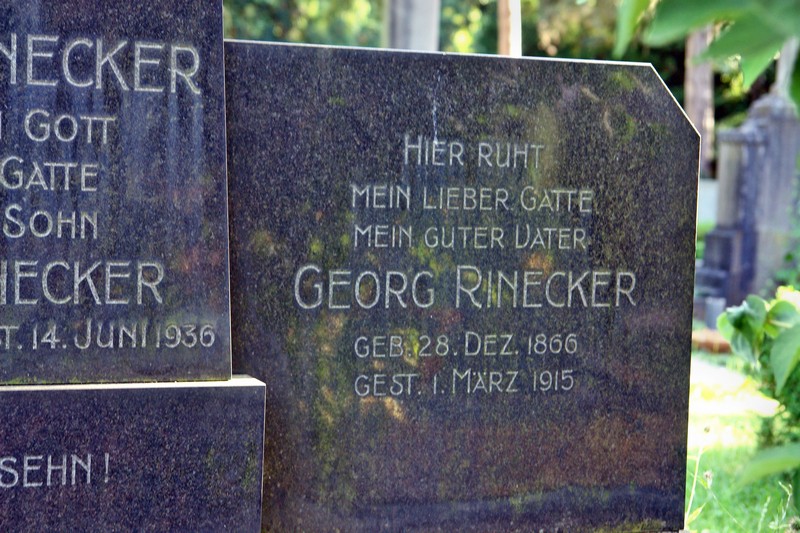 NECKER
GOTT
GATTE
SOHN
NECKER
ST. 14. JUNI 1936
SEHN!
HIER RUHT
MEIN LIEBER GATTE
MEIN GUTER VATER
GEORG RINECKER
GEB. 28. DEZ. 1866
GEST. 1. MÄRZ 1915